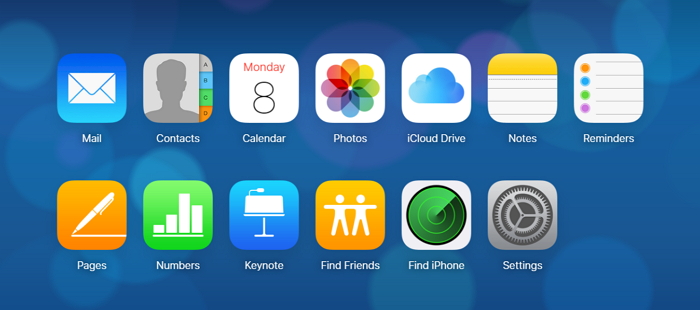 Monday
8
A
B
C
D
Mail
Contacts
Calendar
Photos
iCloud Drive
Notes
Reminders
Pages
Numbers
Keynote
Find Friends
Find iPhone
Settings